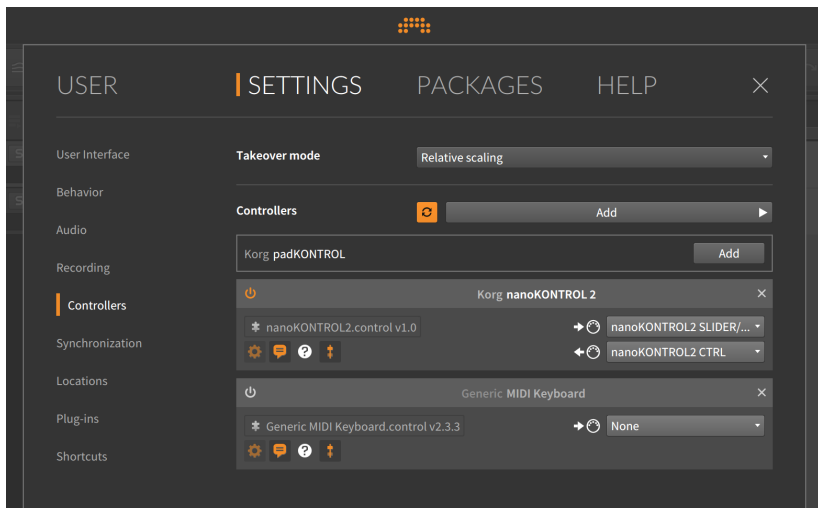 USER
SETTINGS
PACKAGES
HELP
User Interface
Behavior
Audio
Recording
Controllers
Synchronization
Locations
Plug-ins
Shortcuts
Takeover mode
Relative scaling
Controllers
Add
Korg padKONTROL
Add
Korg nanoKONTROL 2
nanoKONTROL2.control v1.0
nanoKONTROL2 SLIDER/...
nanoKONTROL2 CTRL
Generic MIDI Keyboard
Generic MIDI Keyboard.control v2.3.3
None